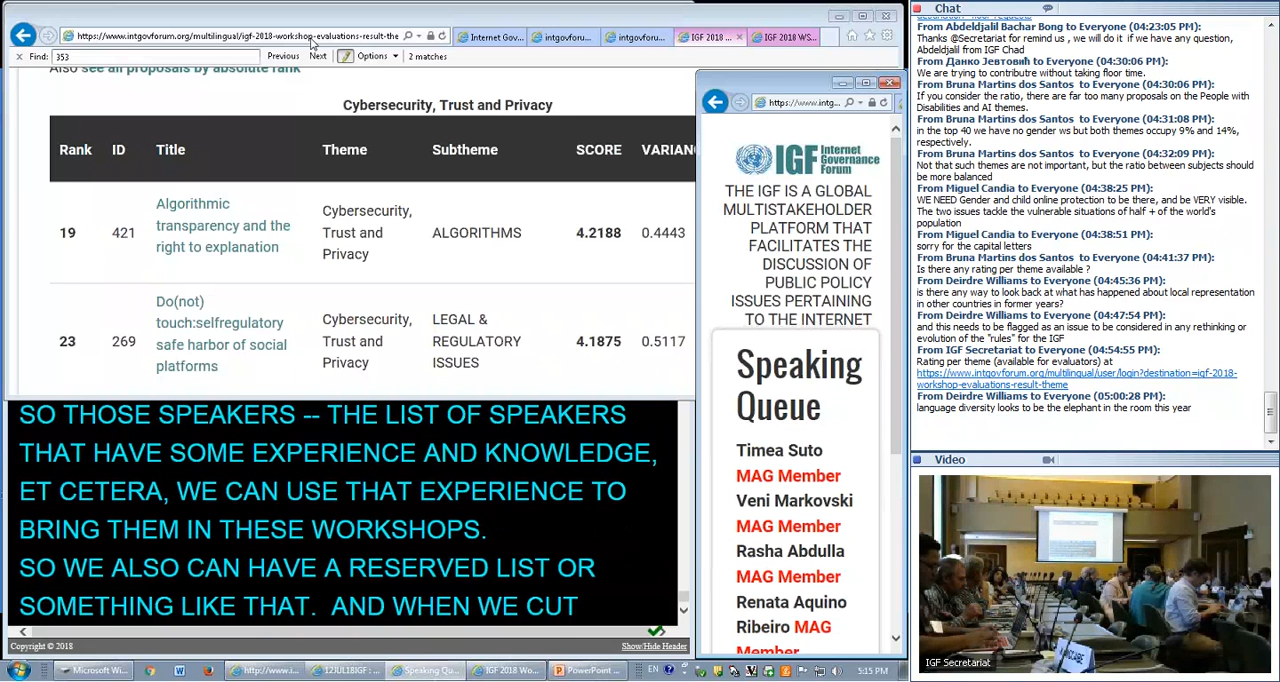 https://www.intgovforum.org/multilingual/igf-2018-workshop-evaluations-result-the
Internet Gov...
intgovforu...
intgovforu...
IGF 2018 ...
IGF 2018 WS...
Find: 353
Previous Next Options 2 matches
Also see all proposals by absolute rank
Cybersecurity, Trust and Privacy
Rank ID Title Theme Subtheme SCORE VARIANC
19 421 Algorithmic transparency and the right to explanation Cybersecurity, Trust and Privacy ALGORITHMS 4.2188 0.4443
23 269 Do(not) touch:selfregulatory safe harbor of social platforms Cybersecurity, Trust and Privacy LEGAL & REGULATORY ISSUES 4.1875 0.5117
SO THOSE SPEAKERS -- THE LIST OF SPEAKERS
THAT HAVE SOME EXPERIENCE AND KNOWLEDGE,
ET CETERA, WE CAN USE THAT EXPERIENCE TO
BRING THEM IN THESE WORKSHOPS.
SO WE ALSO CAN HAVE A RESERVED LIST OR
SOMETHING LIKE THAT.  AND WHEN WE CUT
Copyright © 2018
Show/Hide Header
https://www.intg...
IGF Internet
Governance
Forum
THE IGF IS A GLOBAL
MULTISTAKEHOLDER
PLATFORM THAT
FACILITATES THE
DISCUSSION OF
PUBLIC POLICY
ISSUES PERTAINING
TO THE INTERNET
Speaking
Queue
Timea Suto
MAG Member
Veni Markovski
MAG Member
Rasha Abdulla
MAG Member
Renata Aquino
Ribeiro MAG
Member
Chat
From Abdeldjalil Bachar Bong to Everyone (04:23:05 PM):
Thanks @Secretariat for remind us , we will do it if we have any question,
Abdeldjalil from IGF Chad
From Данко Јевтовић to Everyone (04:30:06 PM):
We are trying to contributre without taking floor time.
From Bruna Martins dos Santos to Everyone (04:30:06 PM):
If you consider the ratio, there are far too many proposals on the People with
Disabilities and AI themes.
From Bruna Martins dos Santos to Everyone (04:31:08 PM):
in the top 40 we have no gender ws but both themes occupy 9% and 14%,
respectively.
From Bruna Martins dos Santos to Everyone (04:32:09 PM):
Not that such themes are not important, but the ratio between subjects should
be more balanced
From Miguel Candia to Everyone (04:38:25 PM):
WE NEED Gender and child online protection to be there, and be VERY visible.
The two issues tackle the vulnerable situations of half + of the world's
population
From Miguel Candia to Everyone (04:38:51 PM):
sorry for the capital letters
From Bruna Martins dos Santos to Everyone (04:41:37 PM):
Is there any rating per theme available ?
From Deirdre Williams to Everyone (04:45:36 PM):
is there any way to look back at what has happened about local representation
in other countries in former years?
From Deirdre Williams to Everyone (04:47:54 PM):
and this needs to be flagged as an issue to be considered in any rethinking or
evolution of the "rules" for the IGF
From IGF Secretariat to Everyone (04:54:55 PM):
Rating per theme (available for evaluators) at
https://www.intgovforum.org/multilingual/user/login?destination=igf-2018-
workshop-evaluations-result-theme
From Deirdre Williams to Everyone (05:00:28 PM):
language diversity looks to be the elephant in the room this year
Video
IGF Secretariat
Microsoft Wi...
http://www.i...
12JUL18IGF : ...
Speaking Qu...
IGF 2018 Wo...
PowerPoint ...
EN
5:15 PM